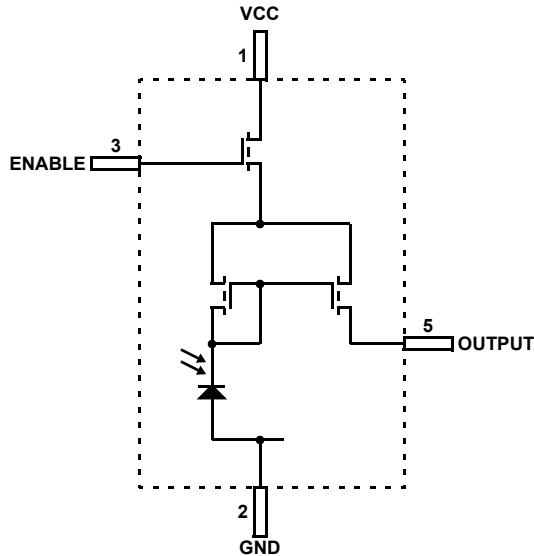 VCC
1
3
ENABLE
5
OUTPUT
2
GND